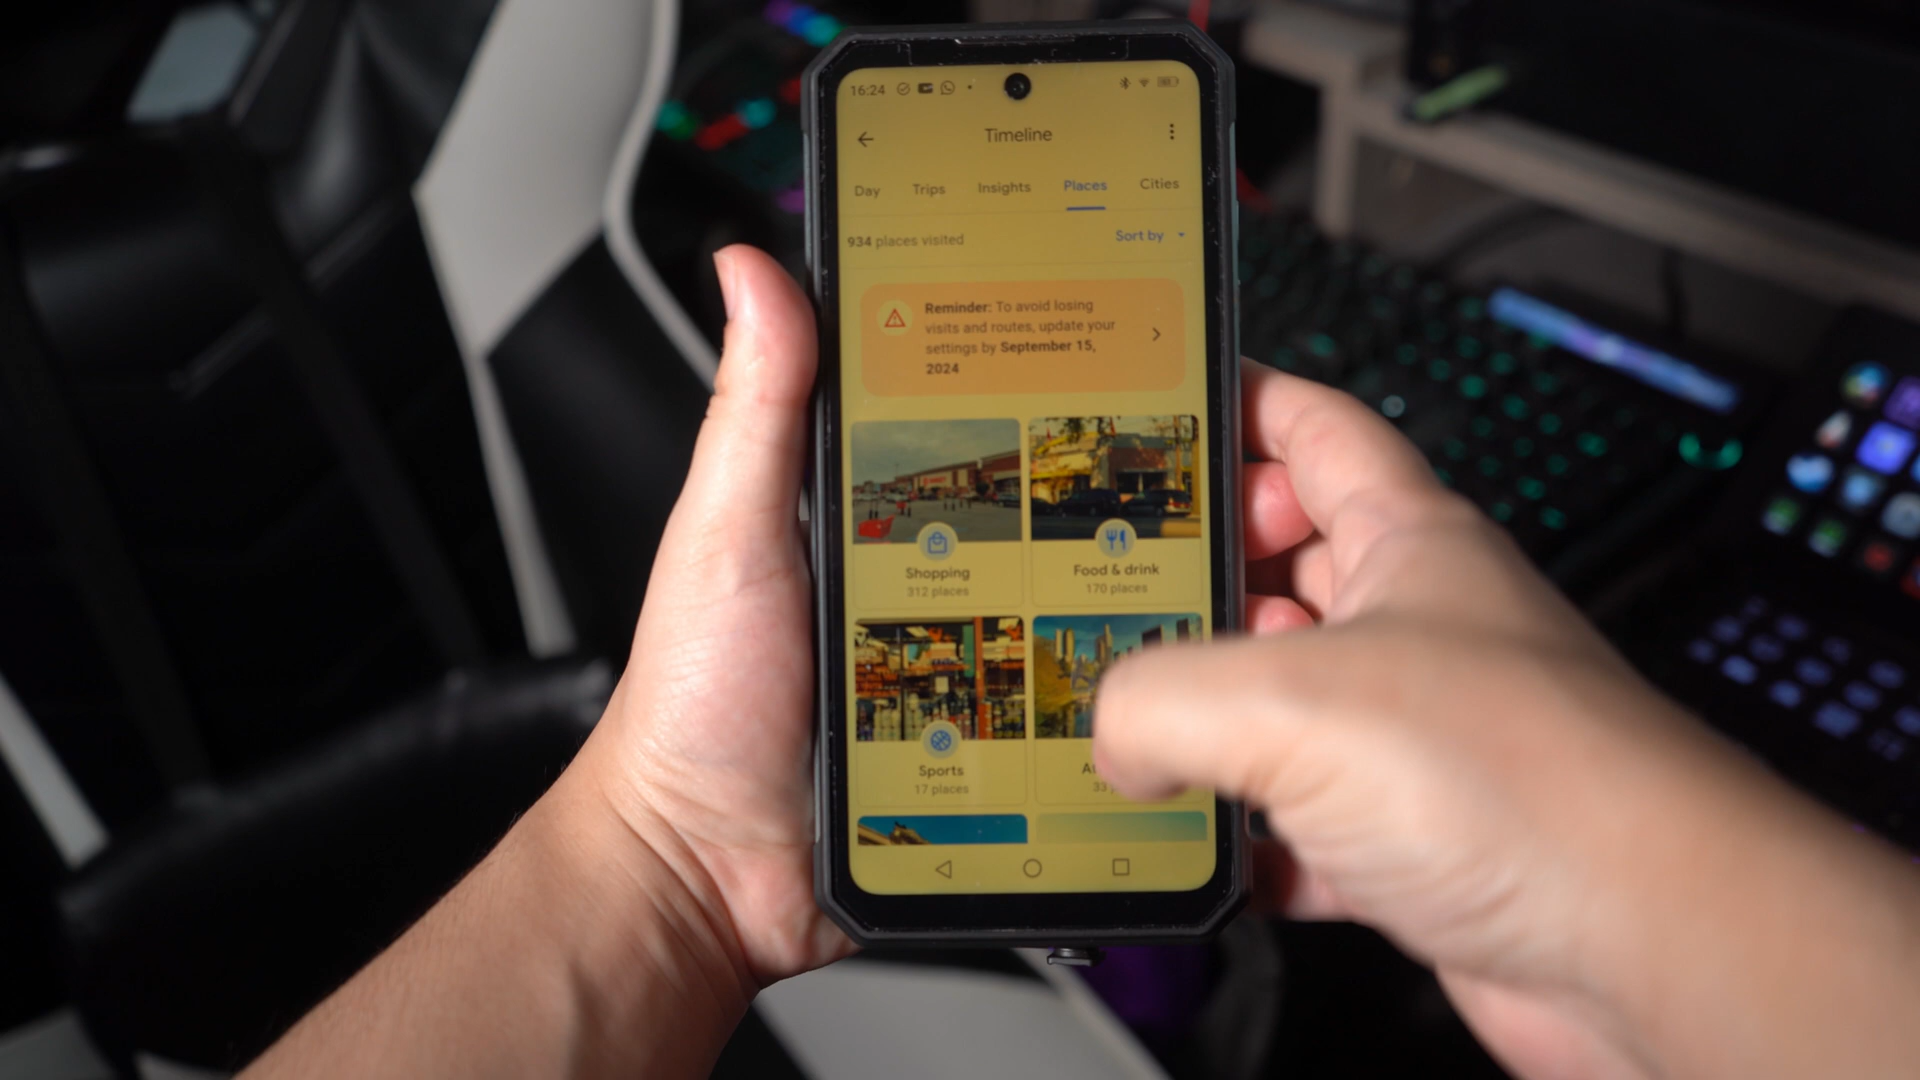 16:24
Timeline
Day Trips Insights Places Cities
934 places visited
Sort by
Reminder: To avoid losing
visits and routes, update your
settings by September 15,
2024
Shopping
312 places
Food & drink
170 places
Sports
17 places
33